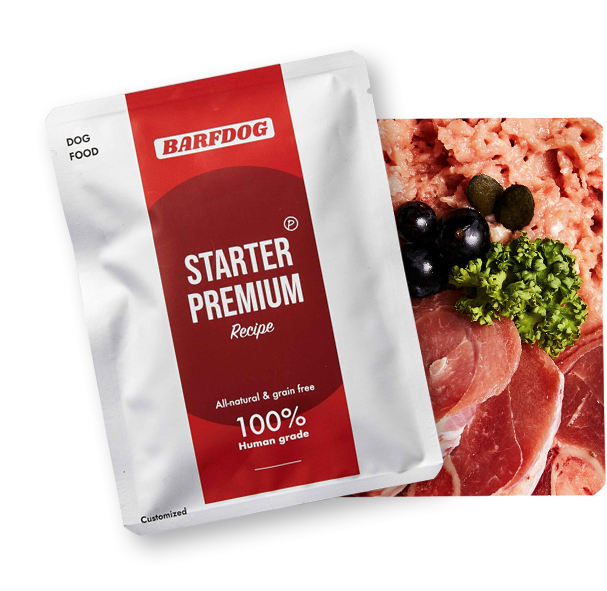 DOG
FOOD
BARFDOG
P
STARTER
PREMIUM
Recipe
All-natural & grain free
100%
Human grade
Customized